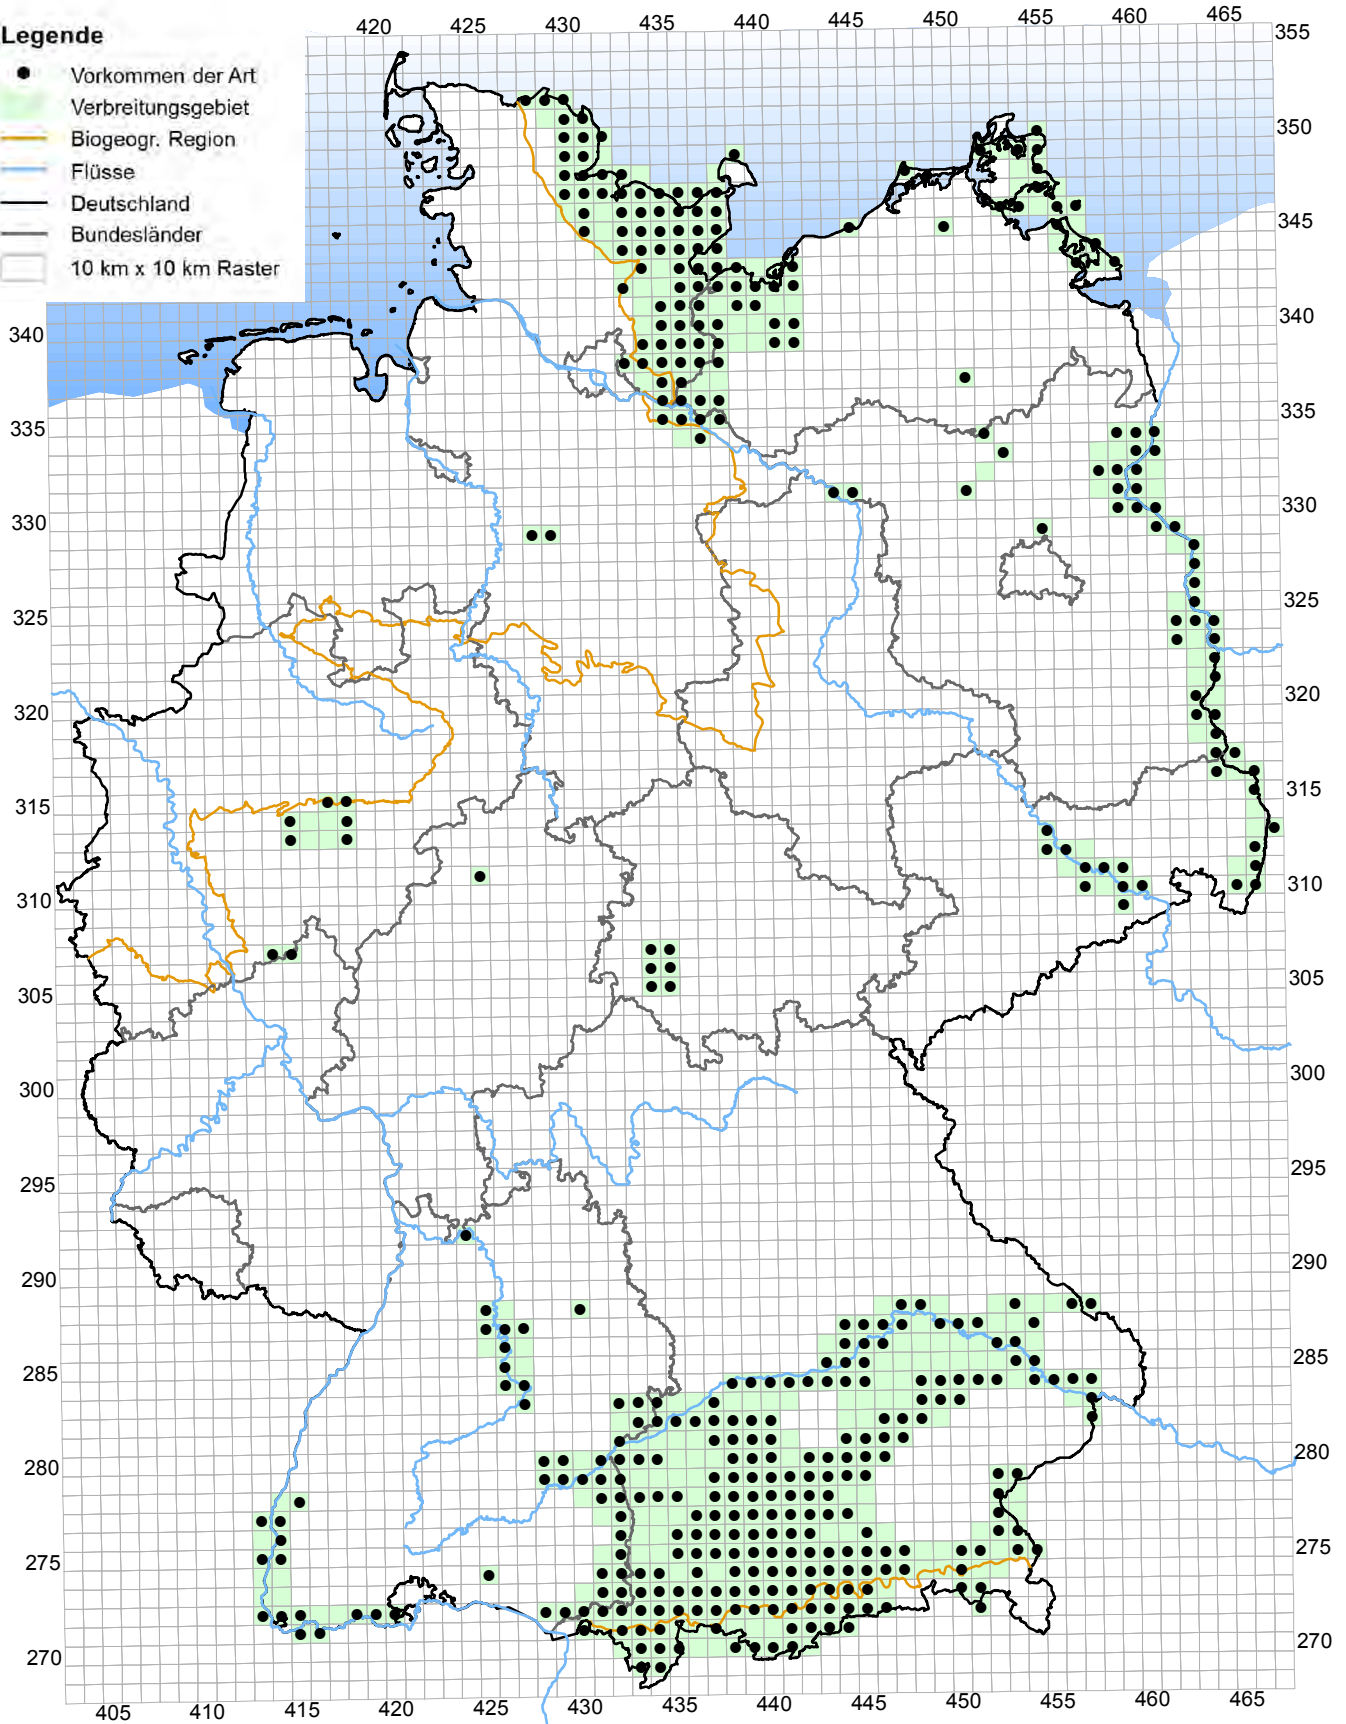 Legende
Vorkommen der Art
Verbreitungsgebiet
Biogeogr. Region
Flüsse
Deutschland
Bundesländer
10 km x 10 km Raster
420 425 430 435 440 445 450 455 460 465
355
350
345
340 340
335 335
330 330
325 325
320 320
315 315
310 310
305 305
300 300
295 295
290 290
285 285
280 280
275 275
270 270
405 410 415 420 425 430 435 440 445 450 455 460 465